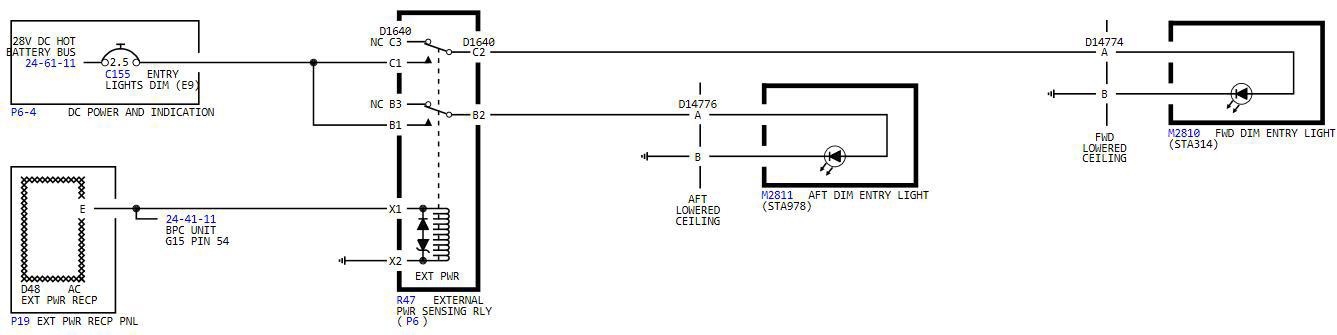 28V DC HOT
BATTERY BUS
24-61-11
2.5
C155 ENTRY
LIGHTS DIM (E9)
P6-4 DC POWER AND INDICATION
E
24-41-11
BPC UNIT
G15 PIN 54
D48 AC
EXT PWR RECP
P19 EXT PWR RECP PNL
D1640
NC C3
D1640
C2
C1
NC B3
B2
B1
X1
X2
EXT PWR
R47 EXTERNAL
PWR SENSING RLY
(P6)
D14776
A
B
AFT
LOWERED
CEILING
M2811 AFT DIM ENTRY LIGHT
(STA978)
D14774
A
B
FWD
LOWERED
CEILING
M2810 FWD DIM ENTRY LIGHT
(STA314)